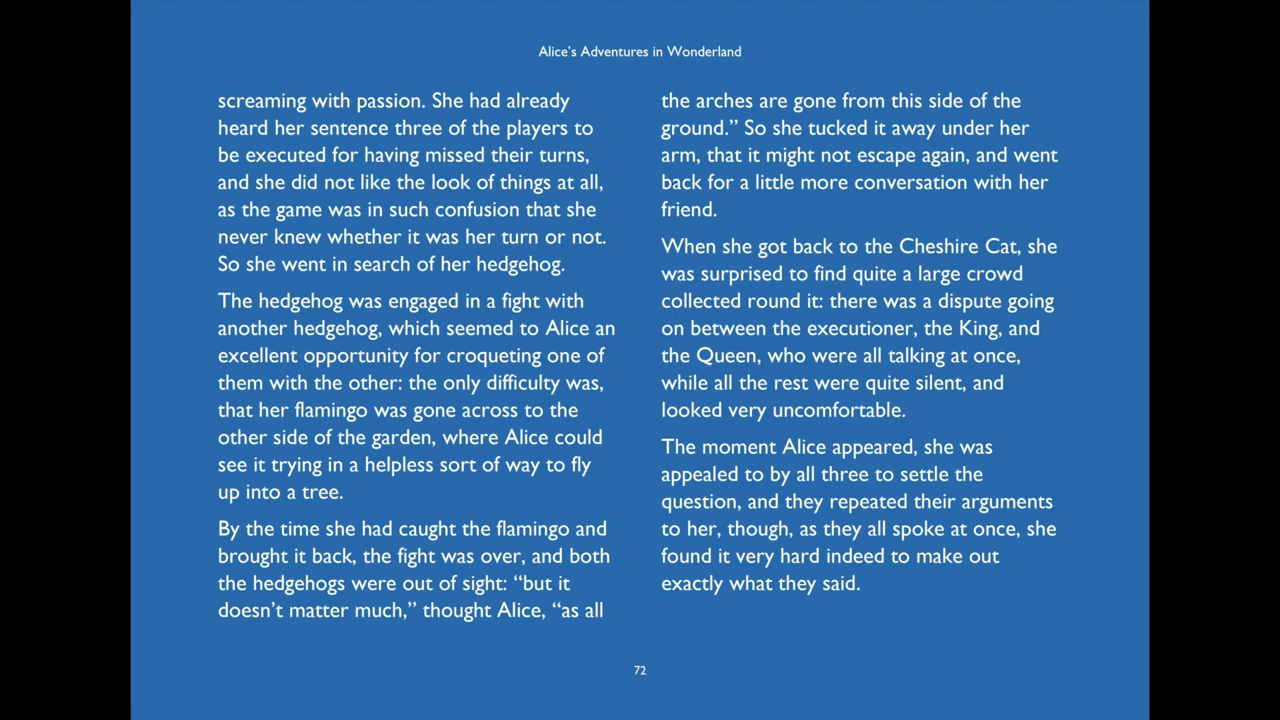 Alice’s Adventures in Wonderland
screaming with passion. She had already
heard her sentence three of the players to
be executed for having missed their turns,
and she did not like the look of things at all,
as the game was in such confusion that she
never knew whether it was her turn or not.
So she went in search of her hedgehog.
The hedgehog was engaged in a fight with
another hedgehog, which seemed to Alice an
excellent opportunity for croqueting one of
them with the other: the only difficulty was,
that her flamingo was gone across to the
other side of the garden, where Alice could
see it trying in a helpless sort of way to fly
up into a tree.
By the time she had caught the flamingo and
brought it back, the fight was over, and both
the hedgehogs were out of sight: “but it
doesn’t matter much,” thought Alice, “as all
the arches are gone from this side of the
ground.” So she tucked it away under her
arm, that it might not escape again, and went
back for a little more conversation with her
friend.
When she got back to the Cheshire Cat, she
was surprised to find quite a large crowd
collected round it: there was a dispute going
on between the executioner, the King, and
the Queen, who were all talking at once,
while all the rest were quite silent, and
looked very uncomfortable.
The moment Alice appeared, she was
appealed to by all three to settle the
question, and they repeated their arguments
to her, though, as they all spoke at once, she
found it very hard indeed to make out
exactly what they said.
72